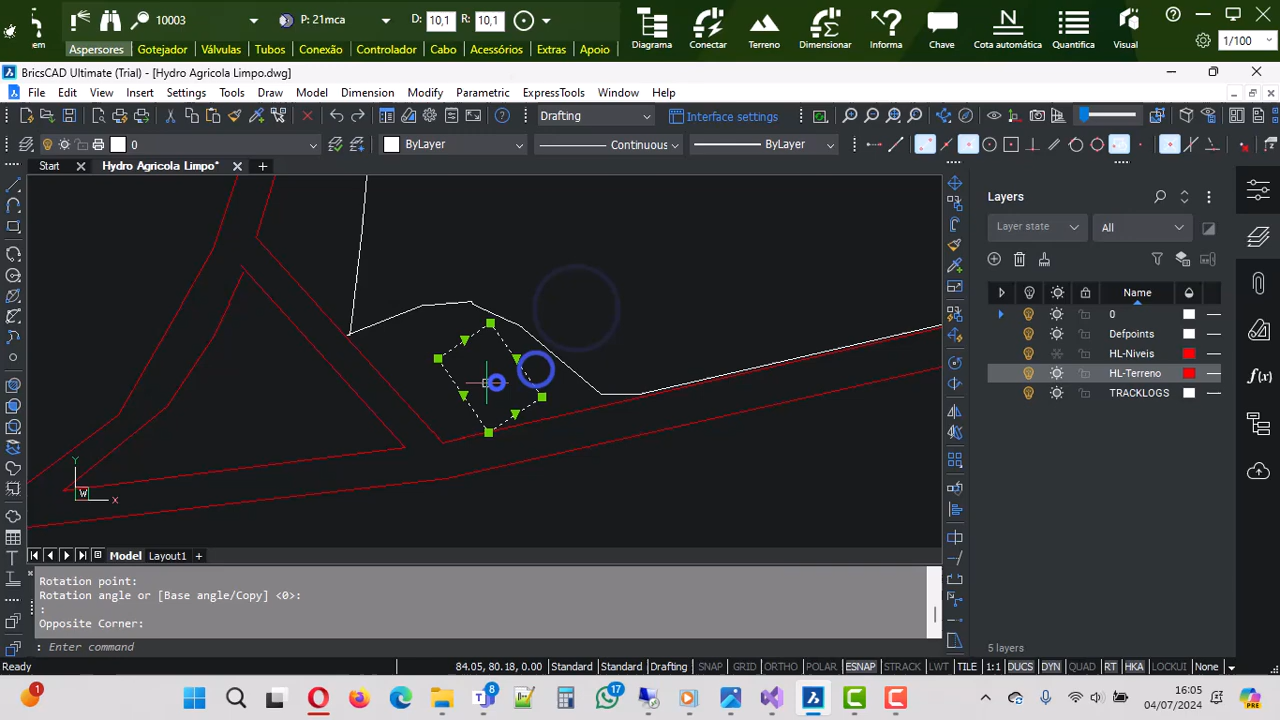 10003
P: 21mca
D: 10,1 R: 10,1
em
Aspersores Gotejador Válvulas Tubos Conexão Controlador Cabo Acessórios Extras Apoio
Diagrama Conectar Terreno Dimensionar Informa Chave Cota automática Quantifica Visual
1/100
BricsCAD Ultimate (Trial) - [Hydro Agricola Limpo.dwg]
File Edit View Insert Settings Tools Draw Model Dimension Modify Parametric ExpressTools Window Help
Drafting Interface settings
0 ByLayer Continuous ByLayer
Start Hydro Agricola Limpo*
Layers
Layer state All
Name
0
Defpoints
HL-Niveis
HL-Terreno
TRACKLOGS
Y
W X
Model Layout1
Rotation point:
Rotation angle or [Base angle/Copy] <0>:
:
Opposite Corner:
: Enter command
5 layers
Ready 84.05, 80.18, 0.00 Standard Standard Drafting SNAP GRID ORTHO POLAR ESNAP STRACK LWT TILE 1:1 DUCS DYN QUAD RT HKA LOCKUI None
1 8 17 16:05
04/07/2024
PRE